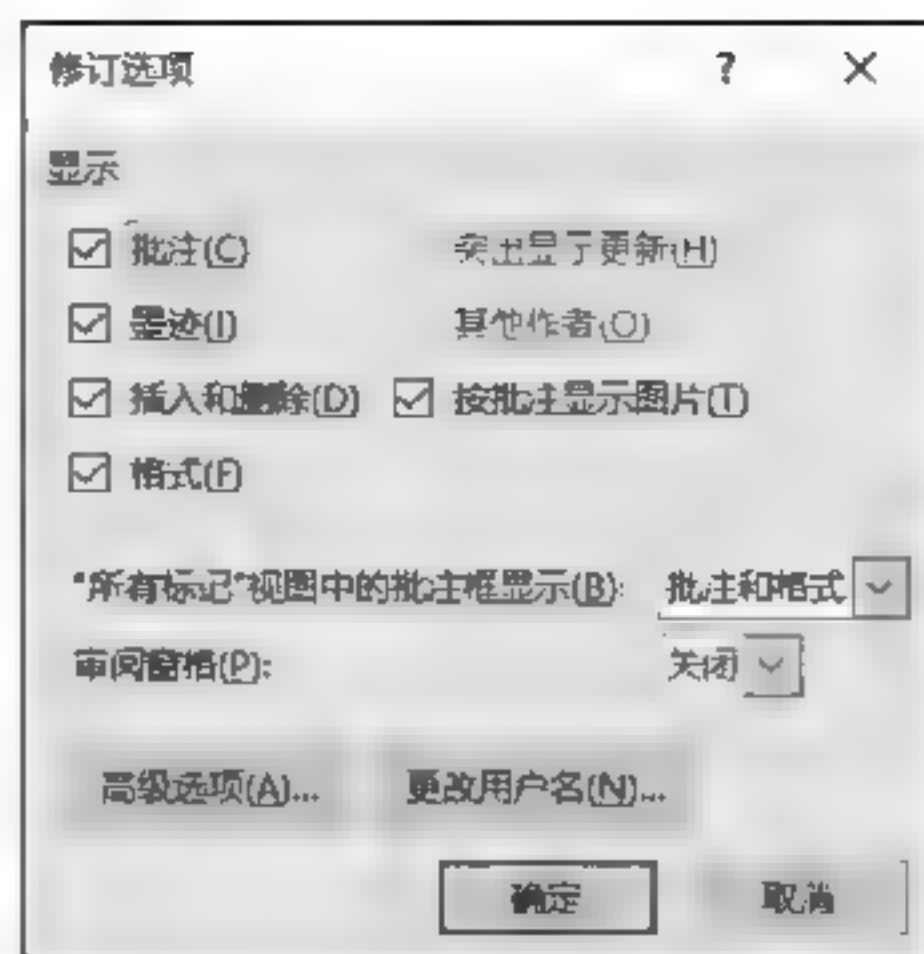 修订选项 ? ×
显示
批注(C) 突出显示更新(H)
墨迹(I) 其他作者(O)
插入和删除(D) 按批注显示图片(T)
格式(F)
"所有标记"视图中的批注框显示(B): 批注和格式
审阅窗格(P): 关闭
高级选项(A)... 更改用户名(N)...
确定 取消